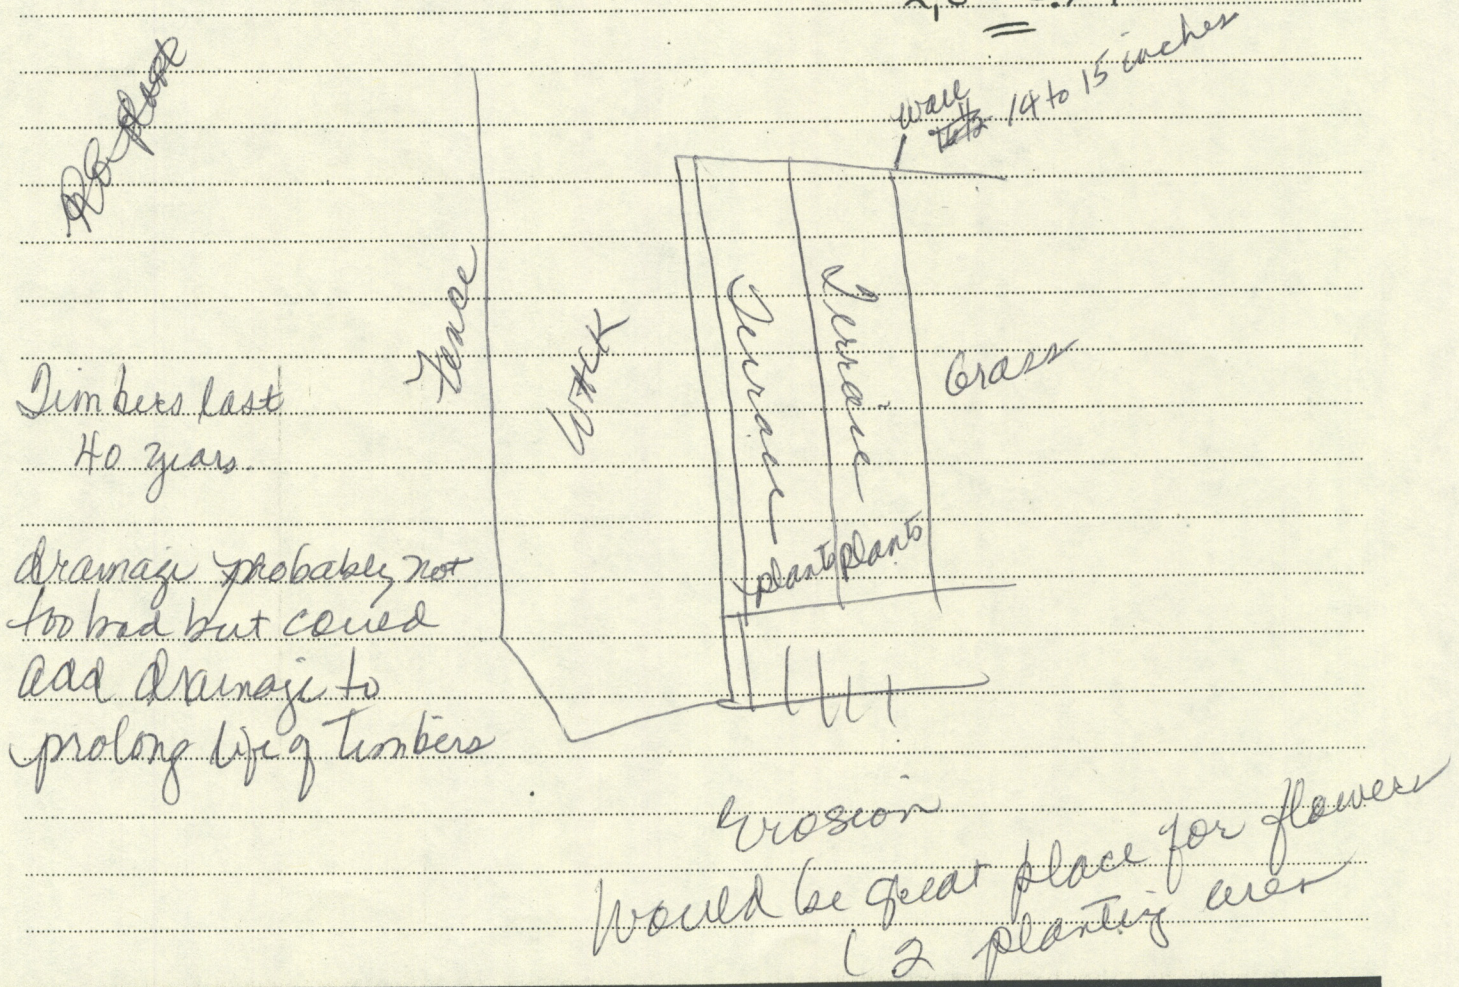 wall
14 to 15 inches
Fence
Terrace
Terrace
Grass
Timbers last
40 years.
plants plants
drainage probably not
too bad but could
add drainage to
prolong life of timbers
Erosion
Would be great place for flowers
(2 planting area